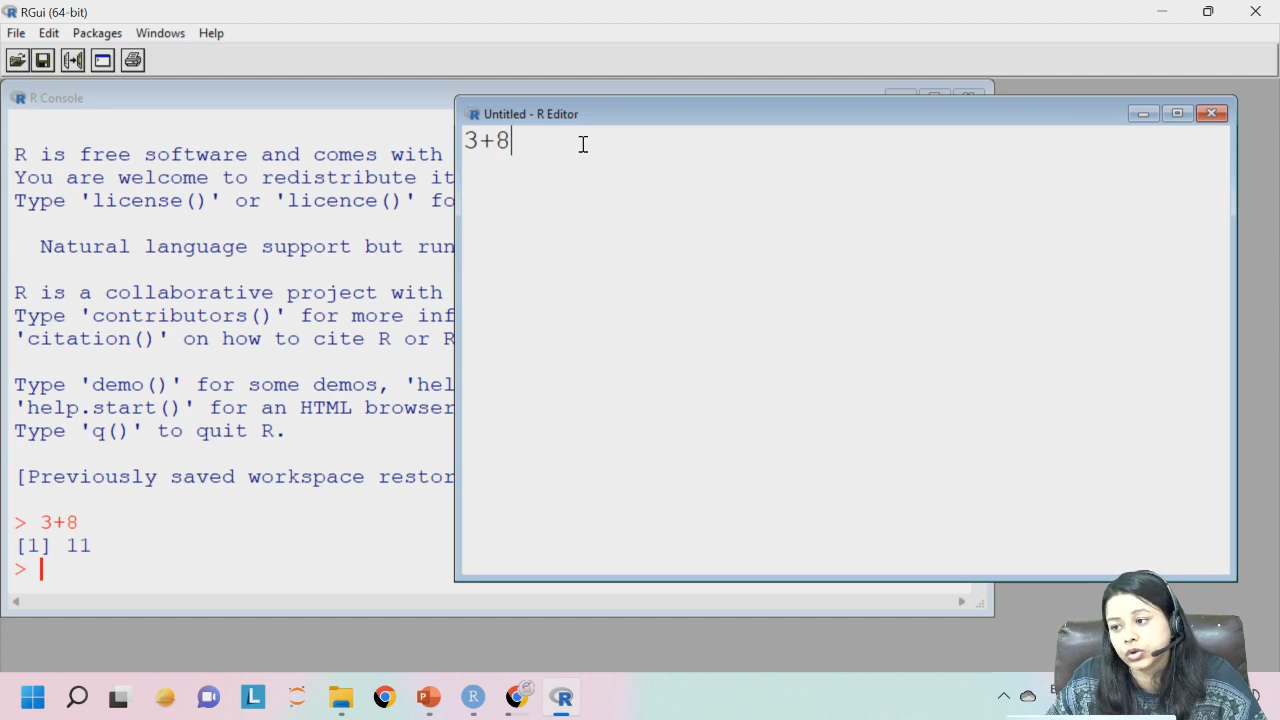 RGui (64-bit)
File Edit Packages Windows Help
R Console
R is free software and comes with
You are welcome to redistribute it
Type 'license()' or 'licence()' fo
Natural language support but run
R is a collaborative project with
Type 'contributors()' for more inf
'citation()' on how to cite R or R
Type 'demo()' for some demos, 'hel
'help.start()' for an HTML browser
Type 'q()' to quit R.
[Previously saved workspace restor
> 3+8
[1] 11
>
Untitled - R Editor
3+8